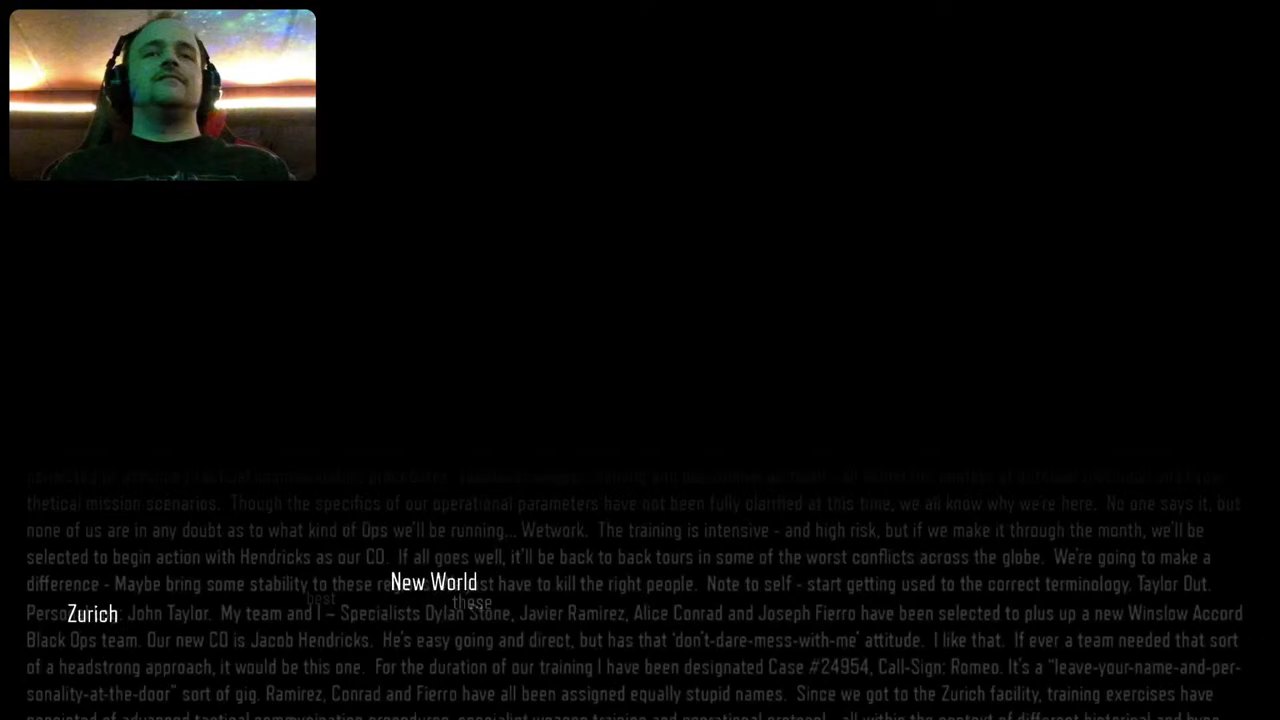 thetical mission scenarios. Though the specifics of our operational parameters have not been fully clarified at this time, we all know why we're here. No one says it, but
none of us are in any doubt as to what kind of Ops we'll be running... Wetwork. The training is intensive - and high risk, but if we make it through the month, we'll be
selected to begin action with Hendricks as our CO. If all goes well, it'll be back to back tours in some of the worst conflicts across the globe. We're going to make a
difference - Maybe bring some stability to these have to kill the right people. Note to self - start getting used to the correct terminology. Taylor Out.
New World
best these
Zurich
John Taylor. My team and I – Specialists Dylan Stone, Javier Ramirez, Alice Conrad and Joseph Fierro have been selected to plus up a new Winslow Accord
Black Ops team. Our new CO is Jacob Hendricks. He's easy going and direct, but has that 'don't-dare-mess-with-me' attitude. I like that. If ever a team needed that sort
of a headstrong approach, it would be this one. For the duration of our training I have been designated Case #24954, Call-Sign: Romeo. It's a "leave-your-name-and-per-
sonality-at-the-door" sort of gig. Ramirez, Conrad and Fierro have all been assigned equally stupid names. Since we got to the Zurich facility, training exercises have